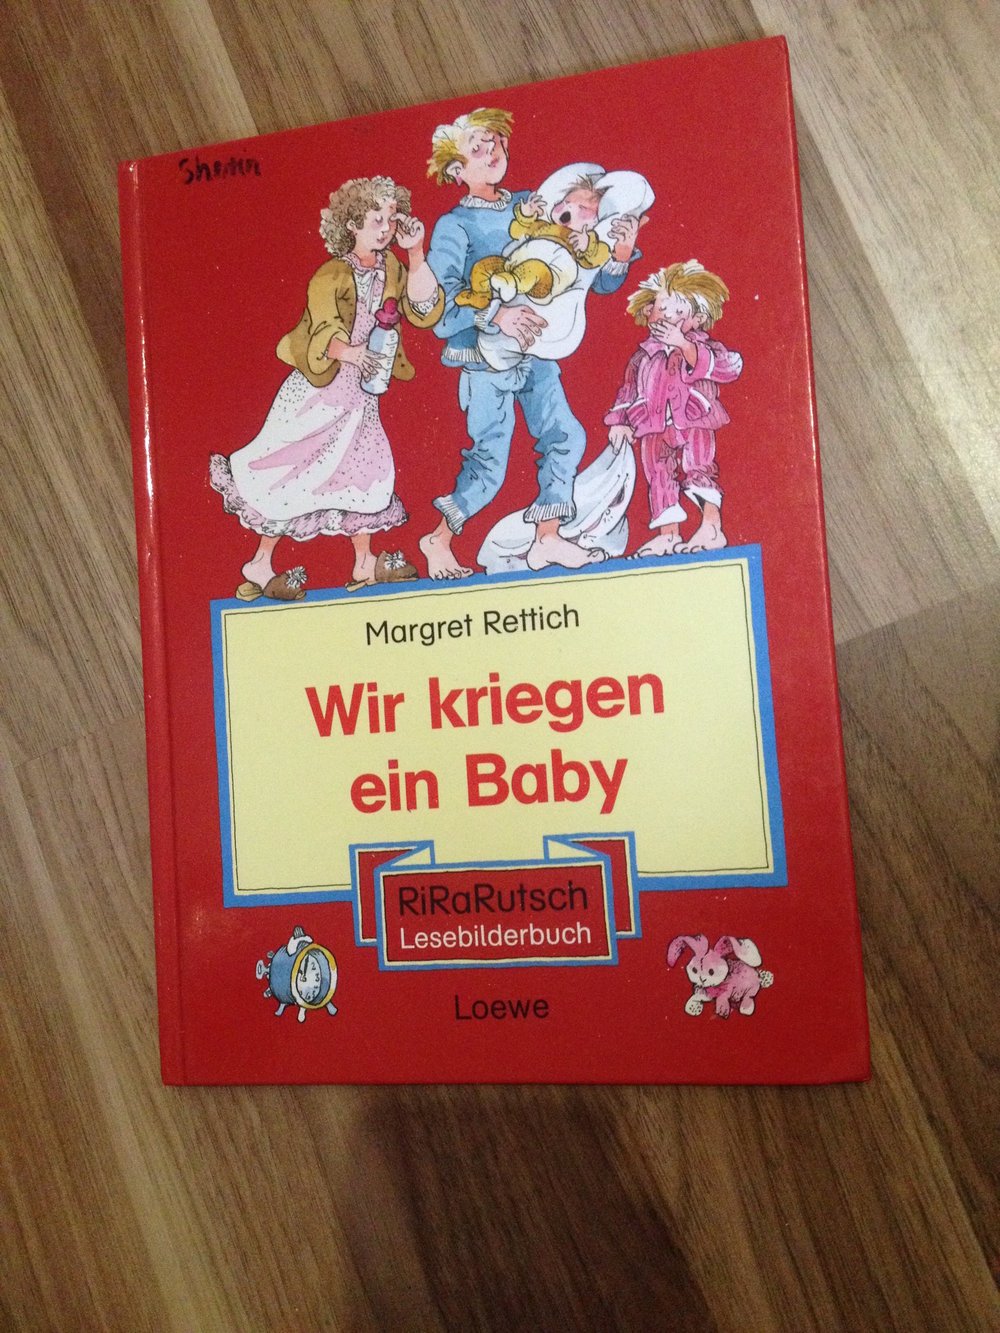 Margret Rettich
Wir kriegen
ein Baby
RiRaRutsch
Lesebilderbuch
Loewe